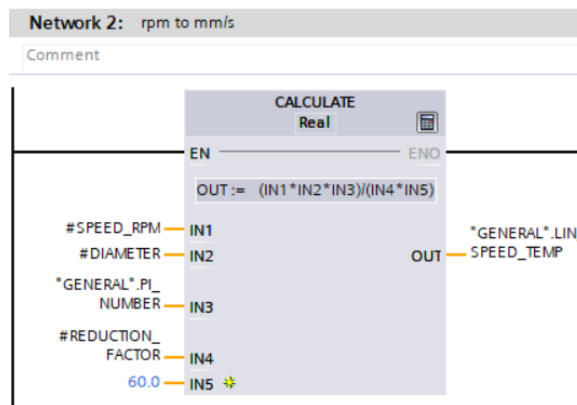 Network 2: rpm to mm/s
Comment
CALCULATE
Real
EN
ENO
OUT := (IN1*IN2*IN3)/(IN4*IN5)
#SPEED_RPM
IN1
#DIAMETER
IN2
"GENERAL".PI_
NUMBER
IN3
#REDUCTION_
FACTOR
IN4
60.0
IN5
OUT
"GENERAL".LIN
SPEED_TEMP